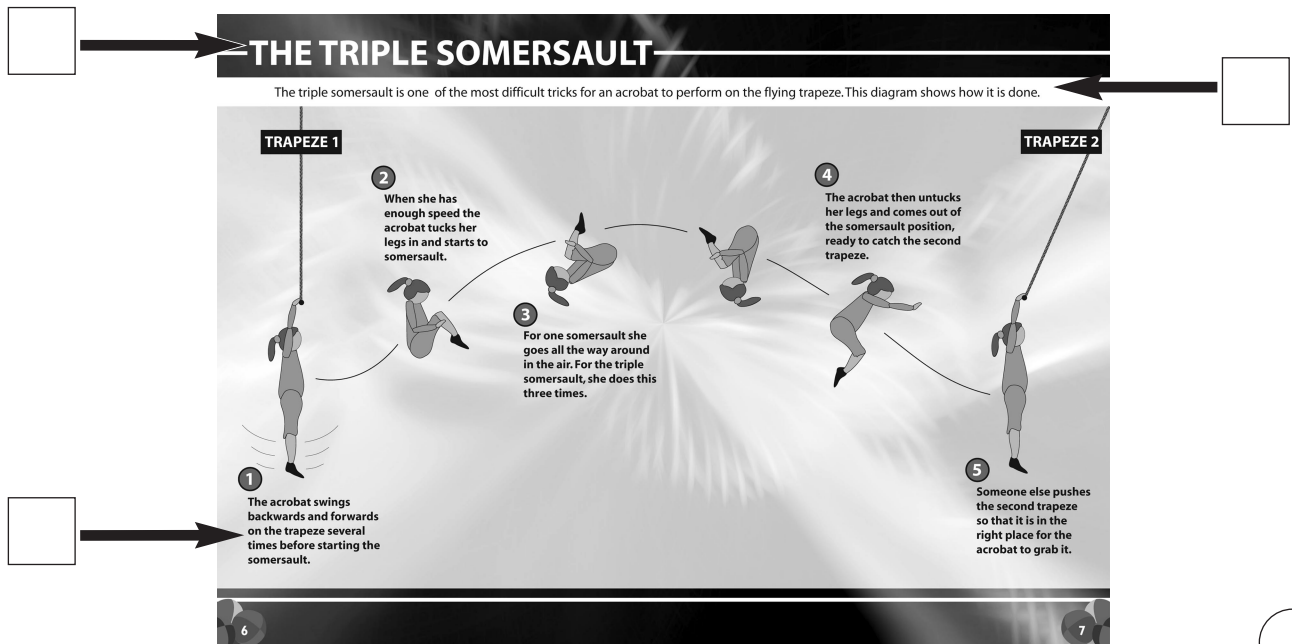 THE TRIPLE SOMERSAULT
The triple somersault is one of the most difficult tricks for an acrobat to perform on the flying trapeze. This diagram shows how it is done.
TRAPEZE 1
TRAPEZE 2
1
The acrobat swings
backwards and forwards
on the trapeze several
times before starting the
somersault.
2
When she has
enough speed the
acrobat tucks her
legs in and starts to
somersault.
3
For one somersault she
goes all the way around
in the air. For the triple
somersault, she does this
three times.
4
The acrobat then untucks
her legs and comes out of
the somersault position,
ready to catch the second
trapeze.
5
Someone else pushes
the second trapeze
so that it is in the
right place for the
acrobat to grab it.
6
7